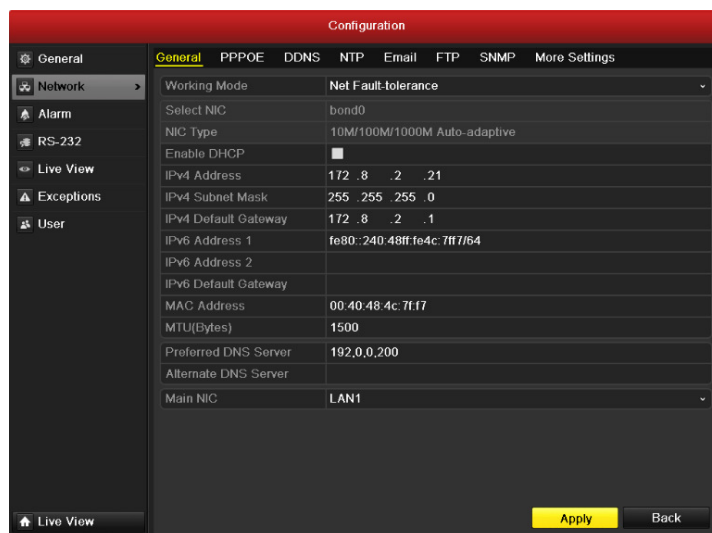 Configuration
General
Network >
Alarm
RS-232
Live View
Exceptions
User
Live View
General PPPOE DDNS NTP Email FTP SNMP More Settings
Working Mode Net Fault-tolerance
Select NIC bond0
NIC Type 10M/100M/1000M Auto-adaptive
Enable DHCP
IPv4 Address 172 .8 .2 .21
IPv4 Subnet Mask 255 .255 .255 .0
IPv4 Default Gateway 172 .8 .2 .1
IPv6 Address 1 fe80::240:48ff:fe4c:7ff7/64
IPv6 Address 2
IPv6 Default Gateway
MAC Address 00:40:48:4c:7f:f7
MTU(Bytes) 1500
Preferred DNS Server 192,0,0,200
Alternate DNS Server
Main NIC LAN1
Apply Back